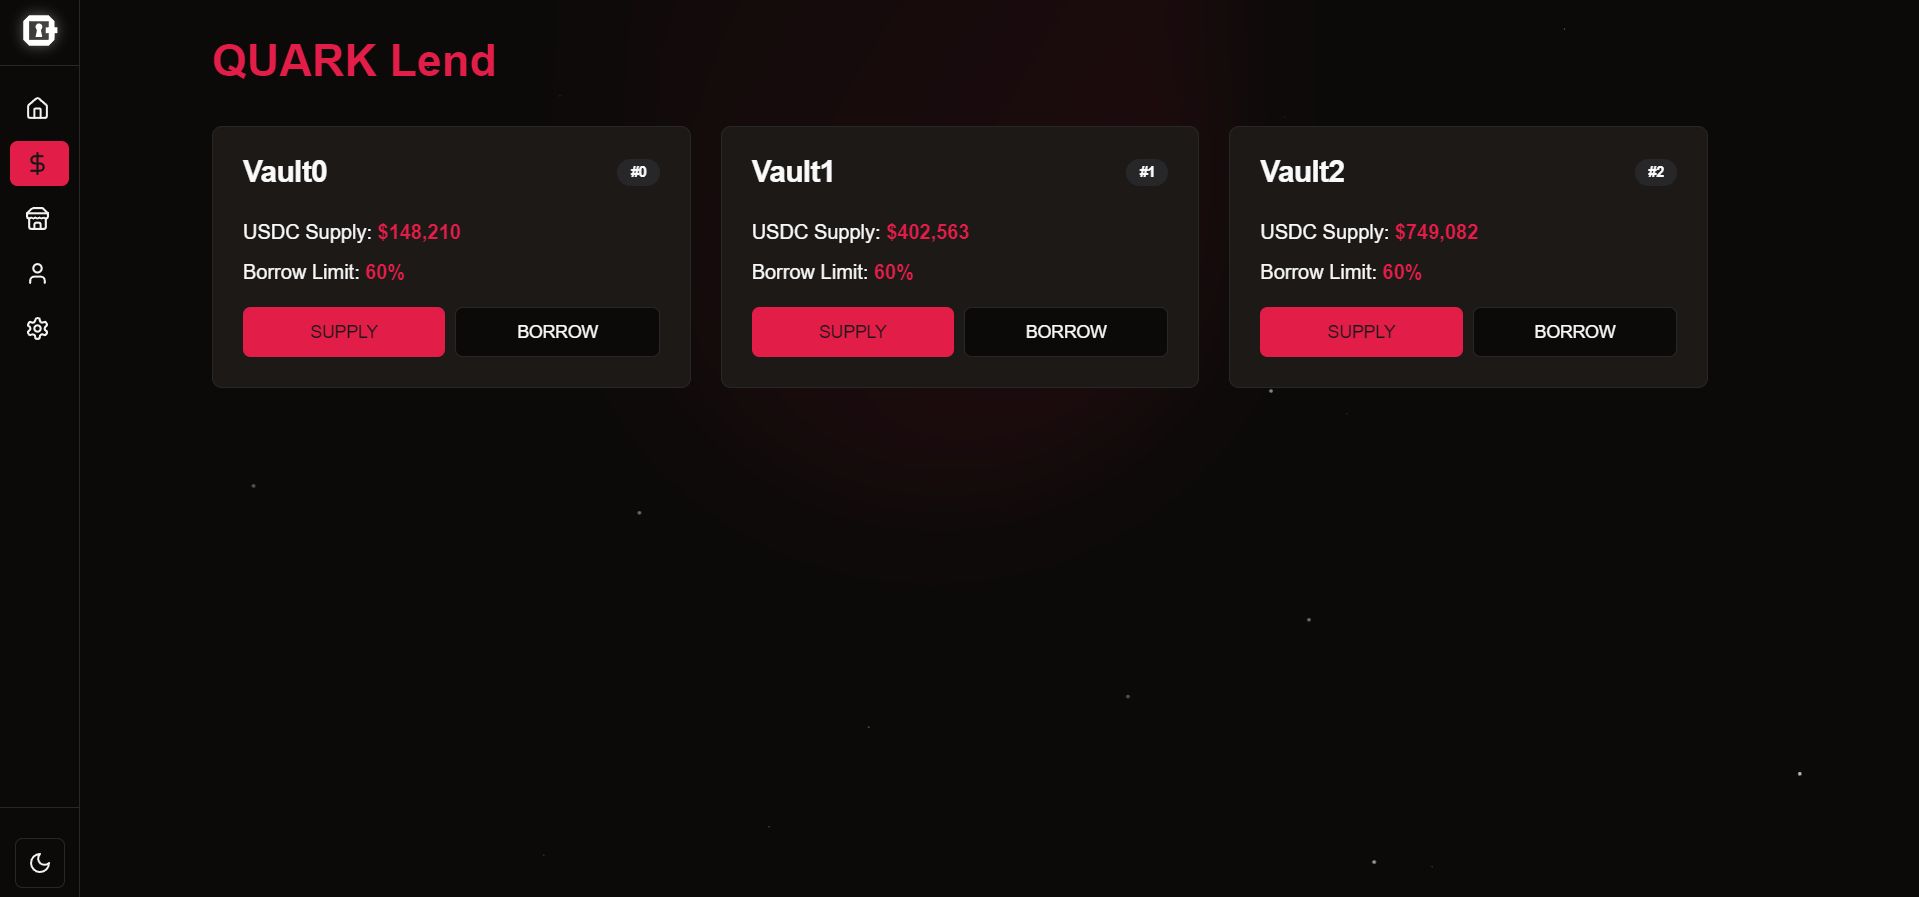 QUARK Lend
Vault0 #0
USDC Supply: $148,210
Borrow Limit: 60%
SUPPLY BORROW
Vault1 #1
USDC Supply: $402,563
Borrow Limit: 60%
SUPPLY BORROW
Vault2 #2
USDC Supply: $749,082
Borrow Limit: 60%
SUPPLY BORROW